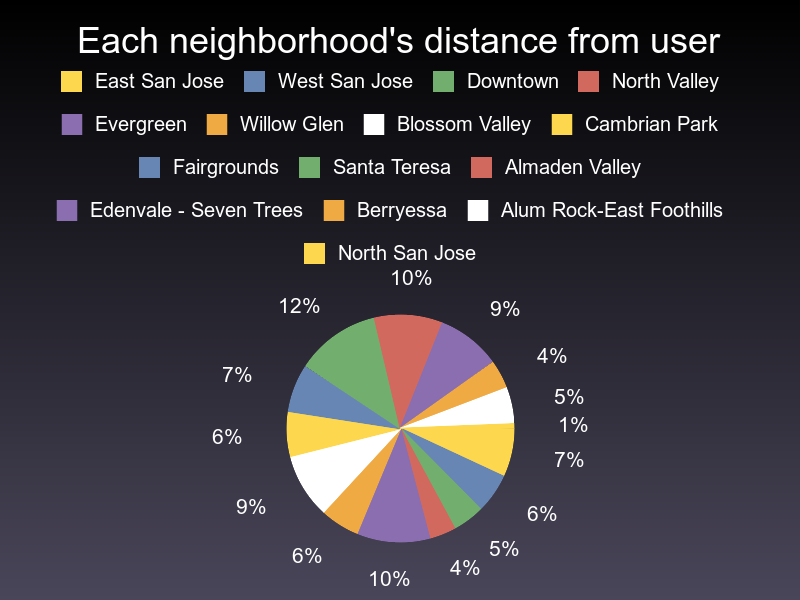 Each neighborhood's distance from user
East San Jose West San Jose Downtown North Valley
Evergreen Willow Glen Blossom Valley Cambrian Park
Fairgrounds Santa Teresa Almaden Valley
Edenvale - Seven Trees Berryessa Alum Rock-East Foothills
North San Jose
10%
12% 9%
4%
7%
5%
1%
6%
7%
9%
6%
6%
5%
4%
10%